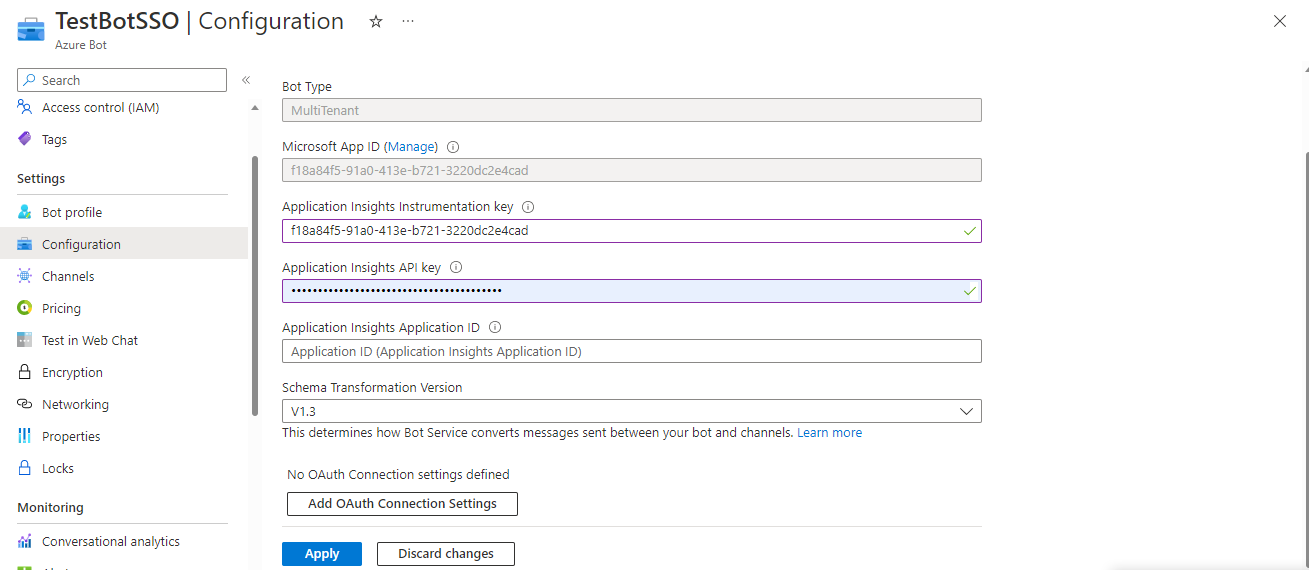 TestBotSSO | Configuration
Azure Bot
Search
Access control (IAM)
Tags
Settings
Bot profile
Configuration
Channels
Pricing
Test in Web Chat
Encryption
Networking
Properties
Locks
Monitoring
Conversational analytics
Bot Type
MultiTenant
Microsoft App ID (Manage)
f18a84f5-91a0-413e-b721-3220dc2e4cad
Application Insights Instrumentation key
f18a84f5-91a0-413e-b721-3220dc2e4cad
Application Insights API key
Application Insights Application ID
Application ID (Application Insights Application ID)
Schema Transformation Version
V1.3
This determines how Bot Service converts messages sent between your bot and channels. Learn more
No OAuth Connection settings defined
Add OAuth Connection Settings
Apply
Discard changes